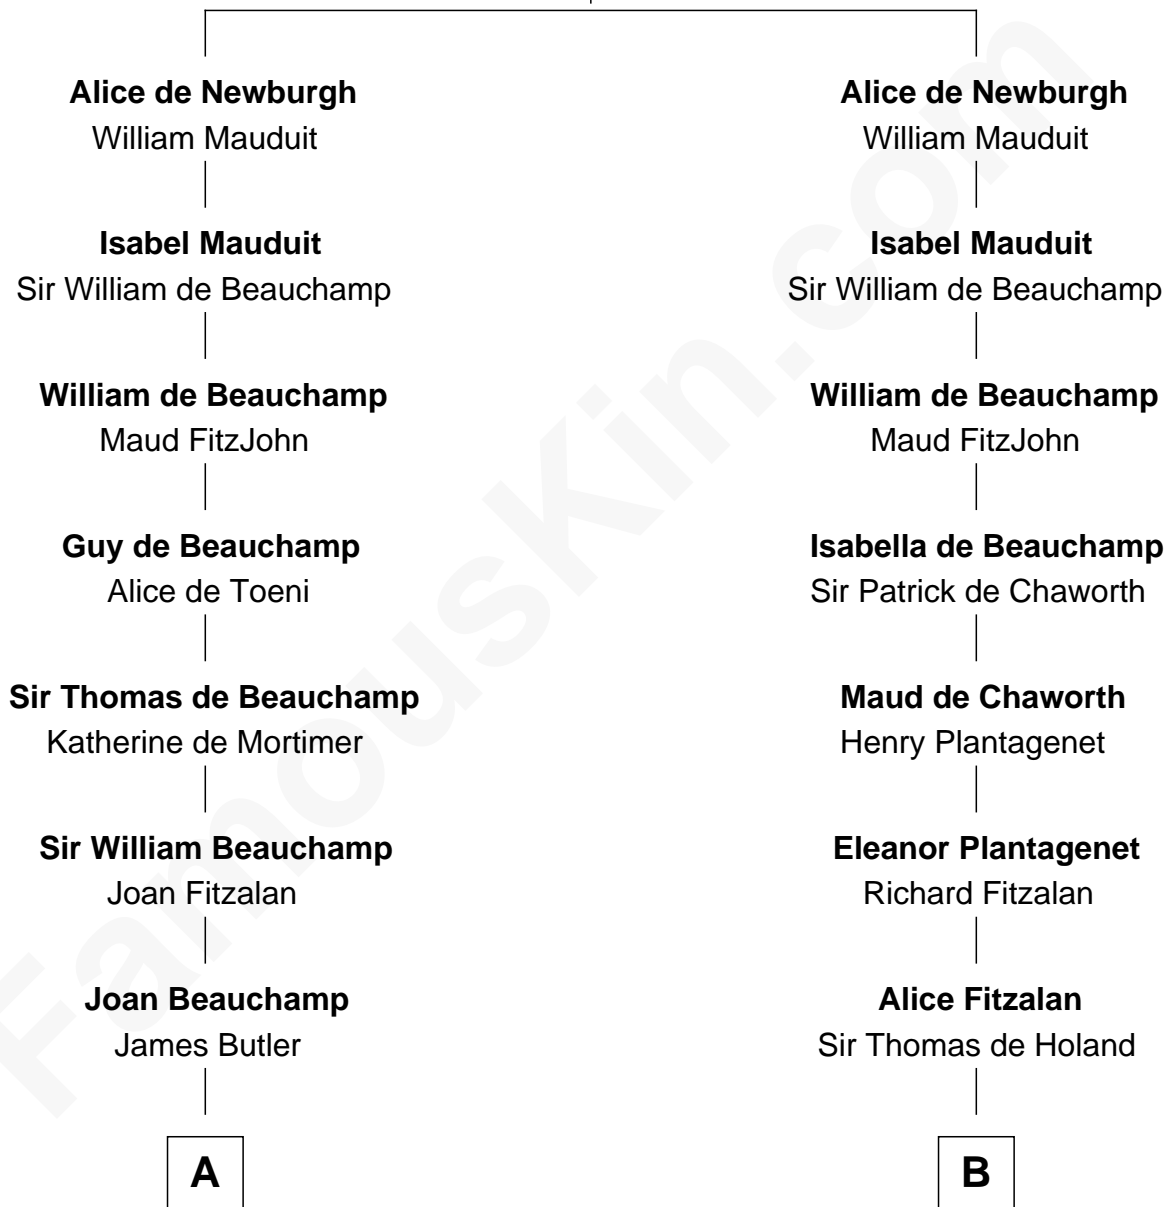 Alice de Newburgh
William Mauduit
Isabel Mauduit
Sir William de Beauchamp
William de Beauchamp
Maud FitzJohn
Guy de Beauchamp
Alice de Toeni
Sir Thomas de Beauchamp
Katherine de Mortimer
Sir William Beauchamp
Joan Fitzalan
Joan Beauchamp
James Butler
A
Alice de Newburgh
William Mauduit
Isabel Mauduit
Sir William de Beauchamp
William de Beauchamp
Maud FitzJohn
Isabella de Beauchamp
Sir Patrick de Chaworth
Maud de Chaworth
Henry Plantagenet
Eleanor Plantagenet
Richard Fitzalan
Alice Fitzalan
Sir Thomas de Holand
B
FamousKin.com